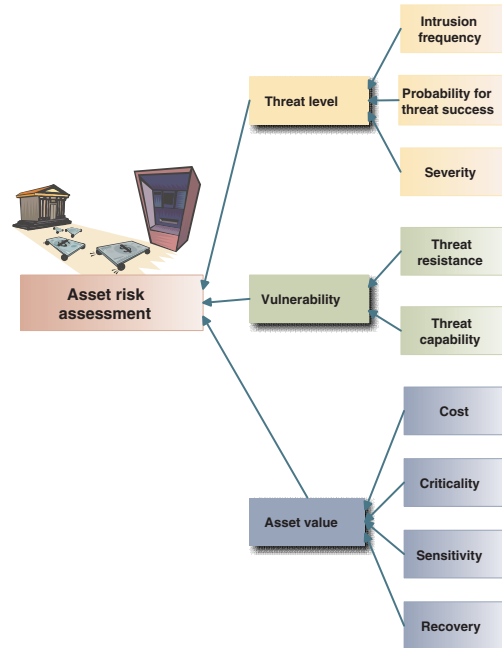 Intrusion
frequency
Threat level
Probability for
threat success
Severity
Asset risk
assessment
Vulnerability
Threat
resistance
Threat
capability
Cost
Criticality
Asset value
Sensitivity
Recovery